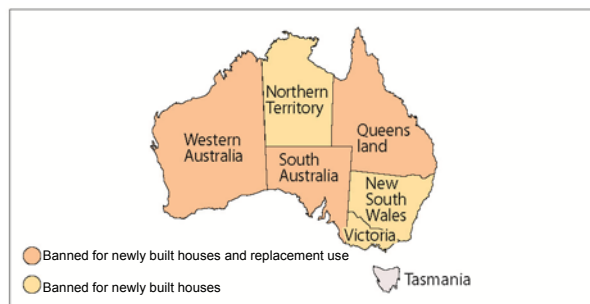 Northern
Territory
Western
Australia
Queens
land
South
Australia
New
South
Wales
Victoria
Banned for newly built houses and replacement use
Banned for newly built houses
Tasmania